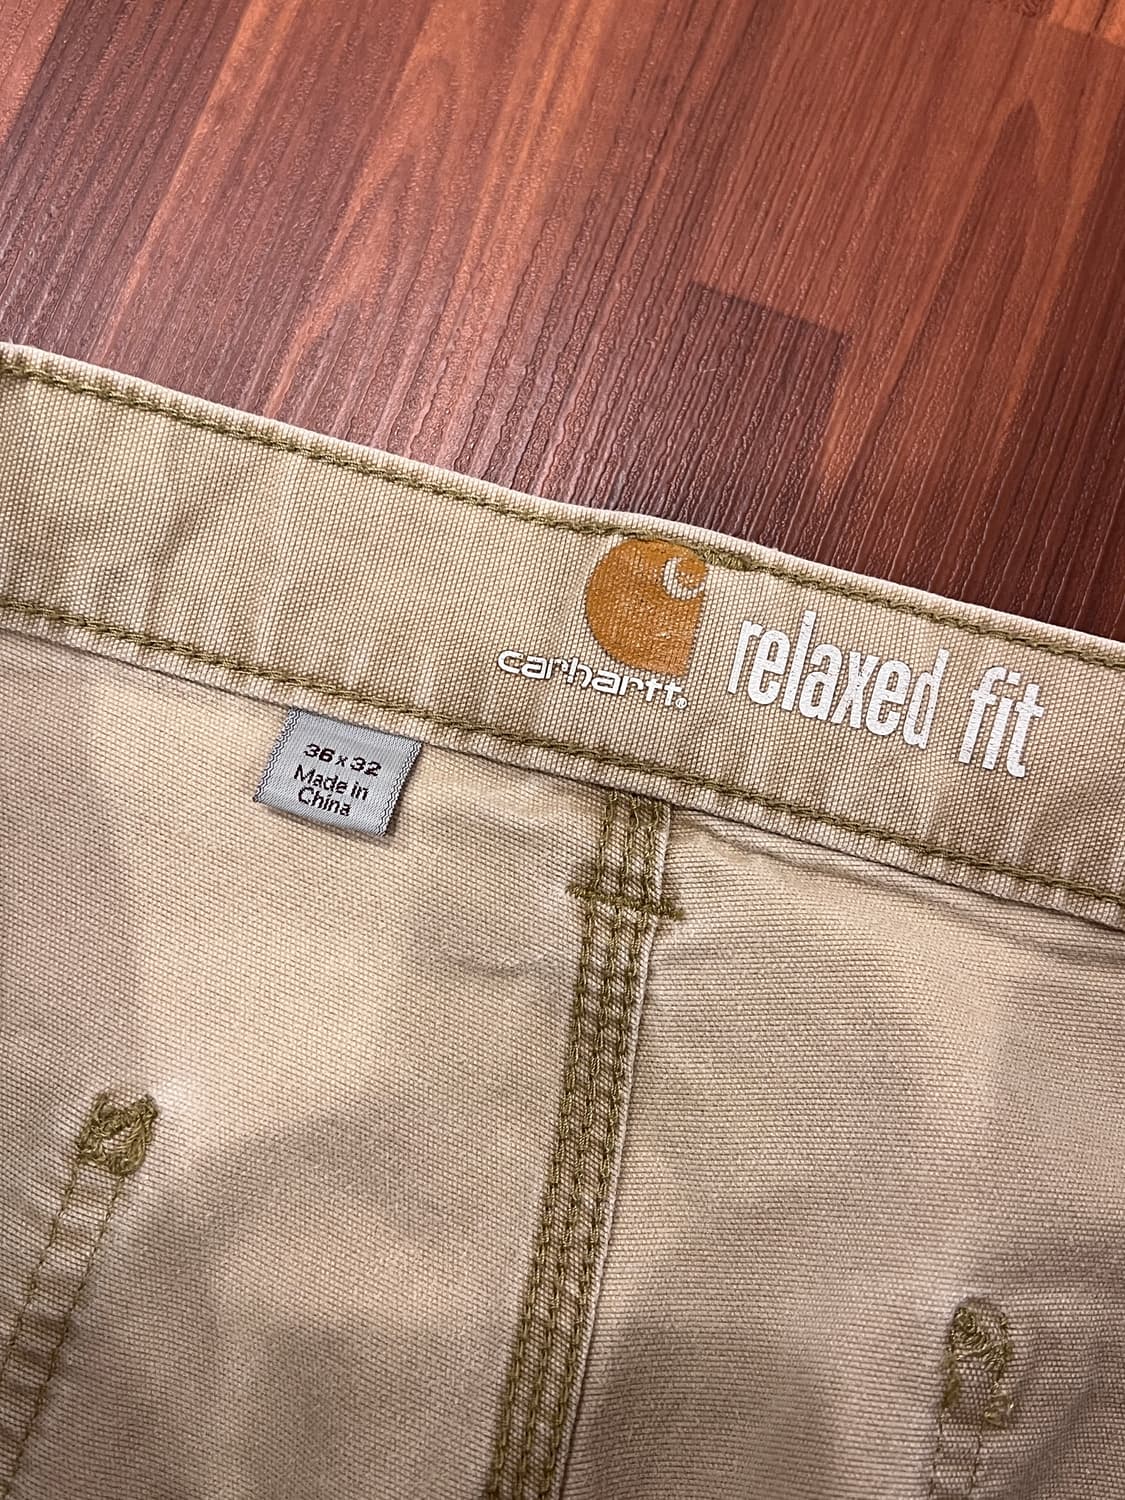 carhartt®
relaxed fit
36 x 32
Made in
China